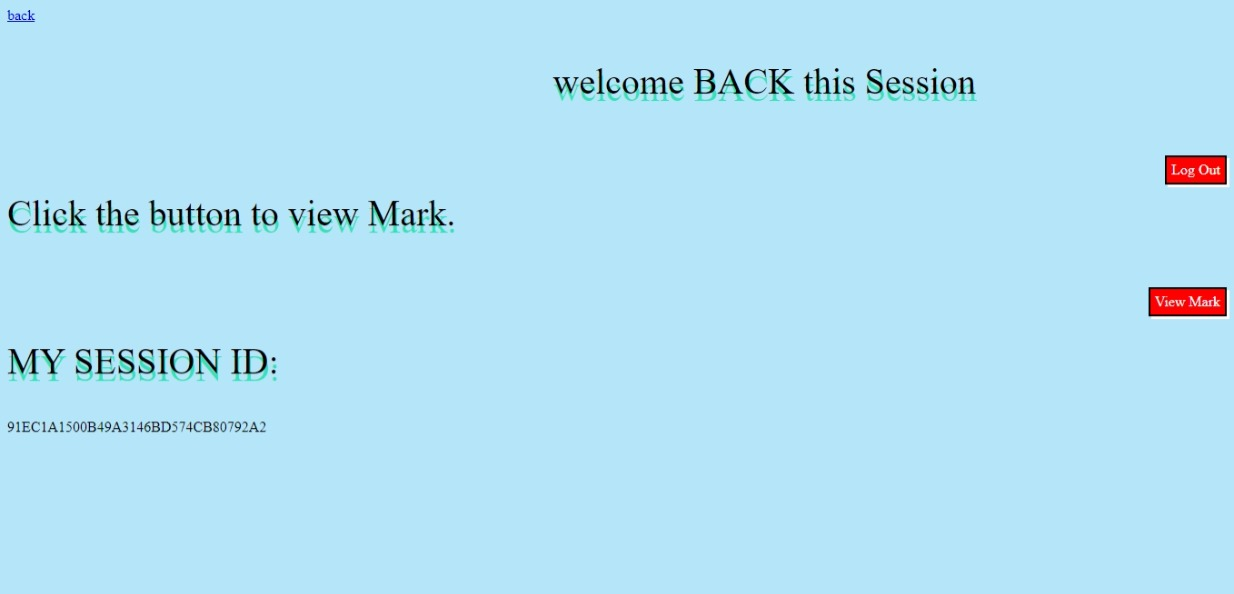 back
welcome BACK this Session
Log Out
Click the button to view Mark.
View Mark
MY SESSION ID:
91EC1A1500B49A3146BD574CB80792A2